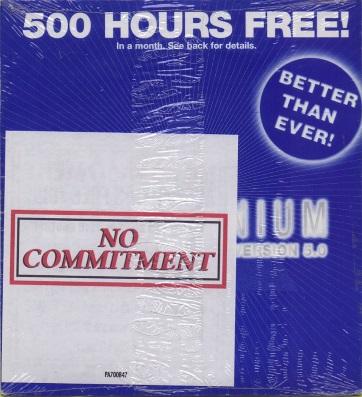 500 HOURS FREE!
In a month. See back for details.
BETTER
THAN
EVER!
NIUM
VERSION 5.0
NO
COMMITMENT
PA700847